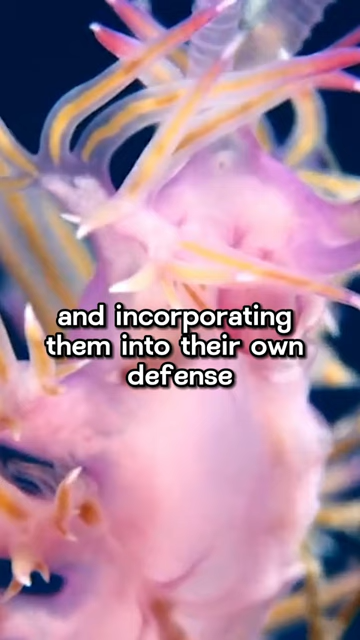 and incorporating
them into their own
defense